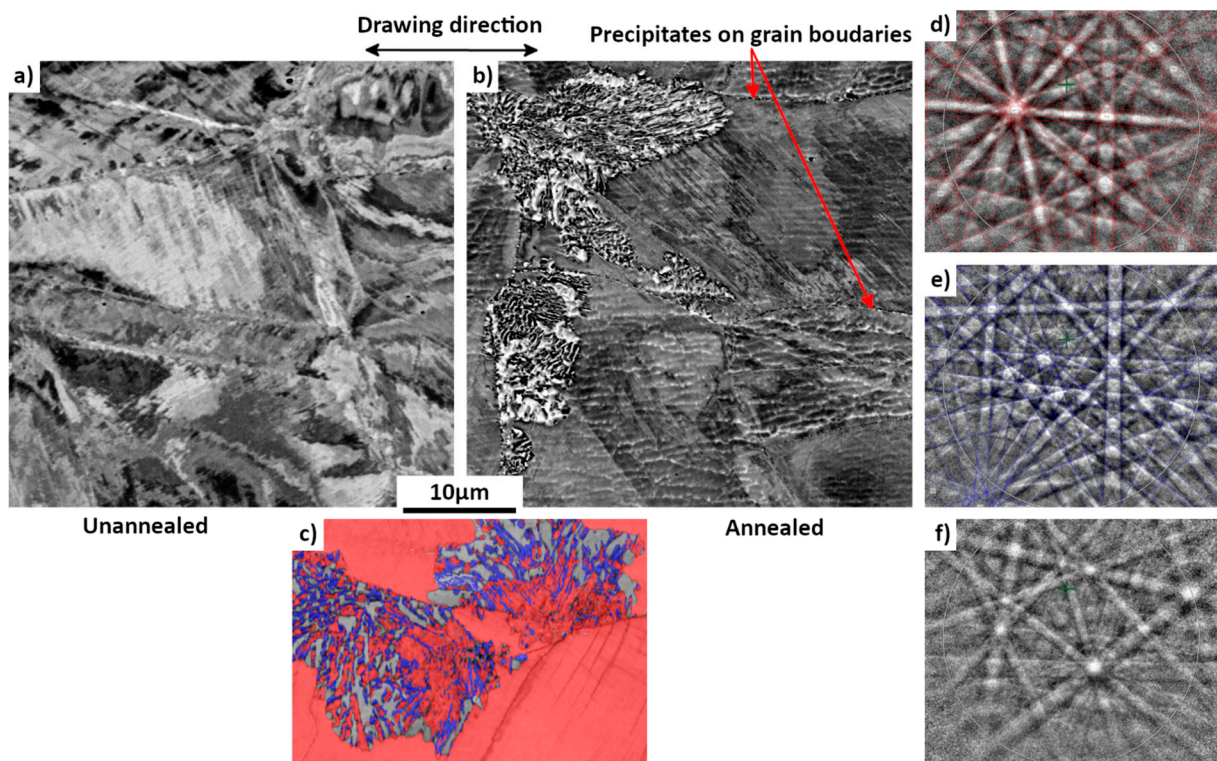 Drawing direction
Precipitates on grain boudaries
a)
b)
d)
e)
10µm
Unannealed
Annealed
c)
f)